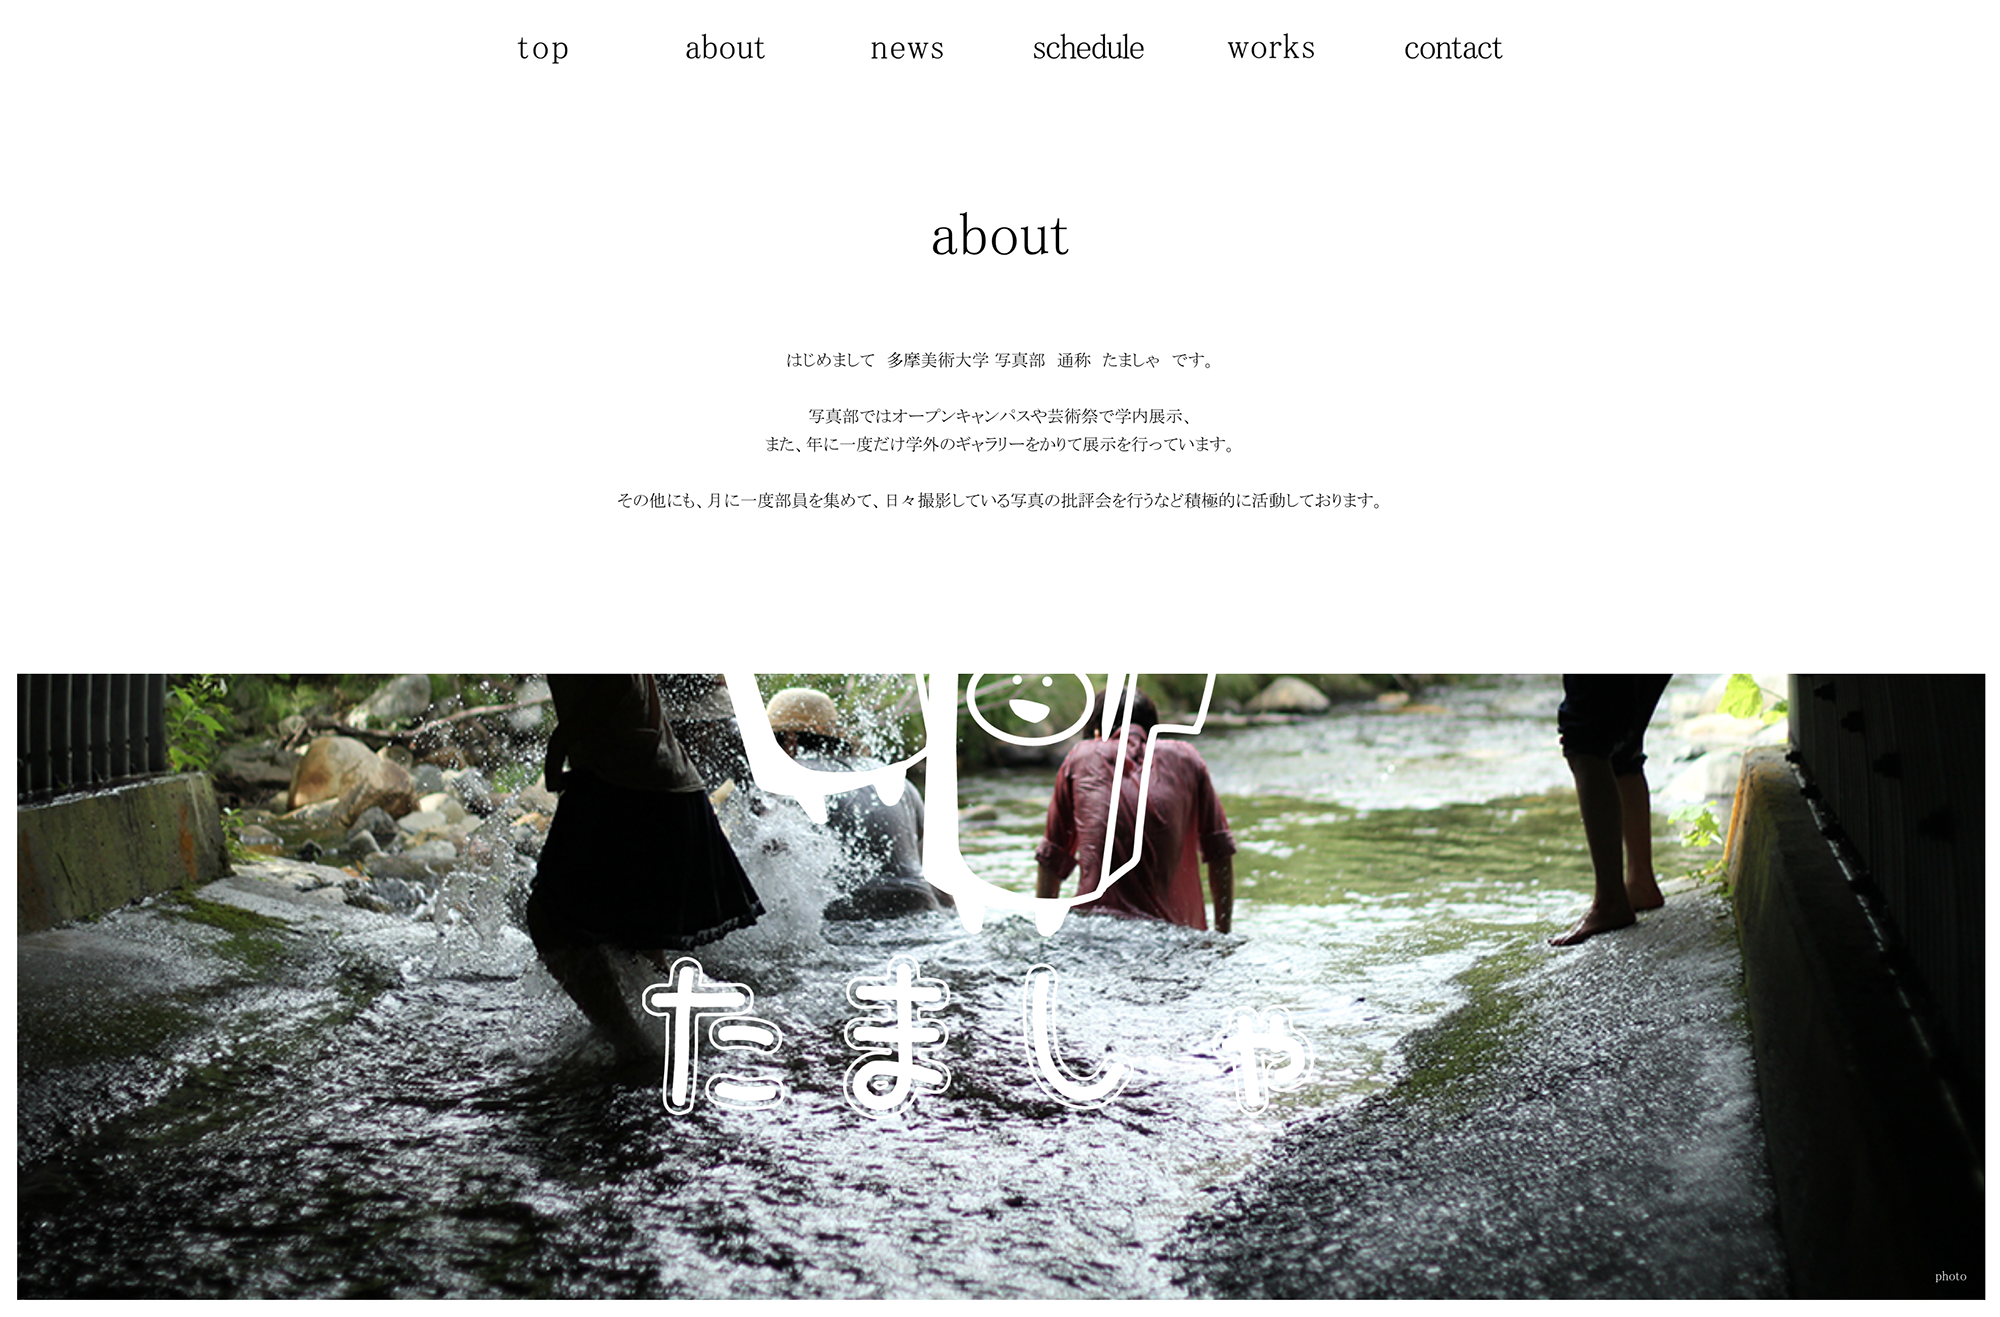 top about news schedule works contact
about
はじめまして　多摩美術大学 写真部　通称　たましゃ　です。
写真部ではオープンキャンパスや芸術祭で学内展示、
また、年に一度だけ学外のギャラリーをかりて展示を行っています。
その他にも、月に一度部員を集めて、日々撮影している写真の批評会を行うなど積極的に活動しております。
たましゃ
photo